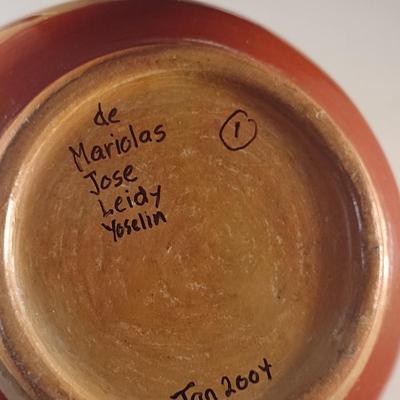 de
Mariolas
Jose
Leidy
Yoselin
1
Jan 2004